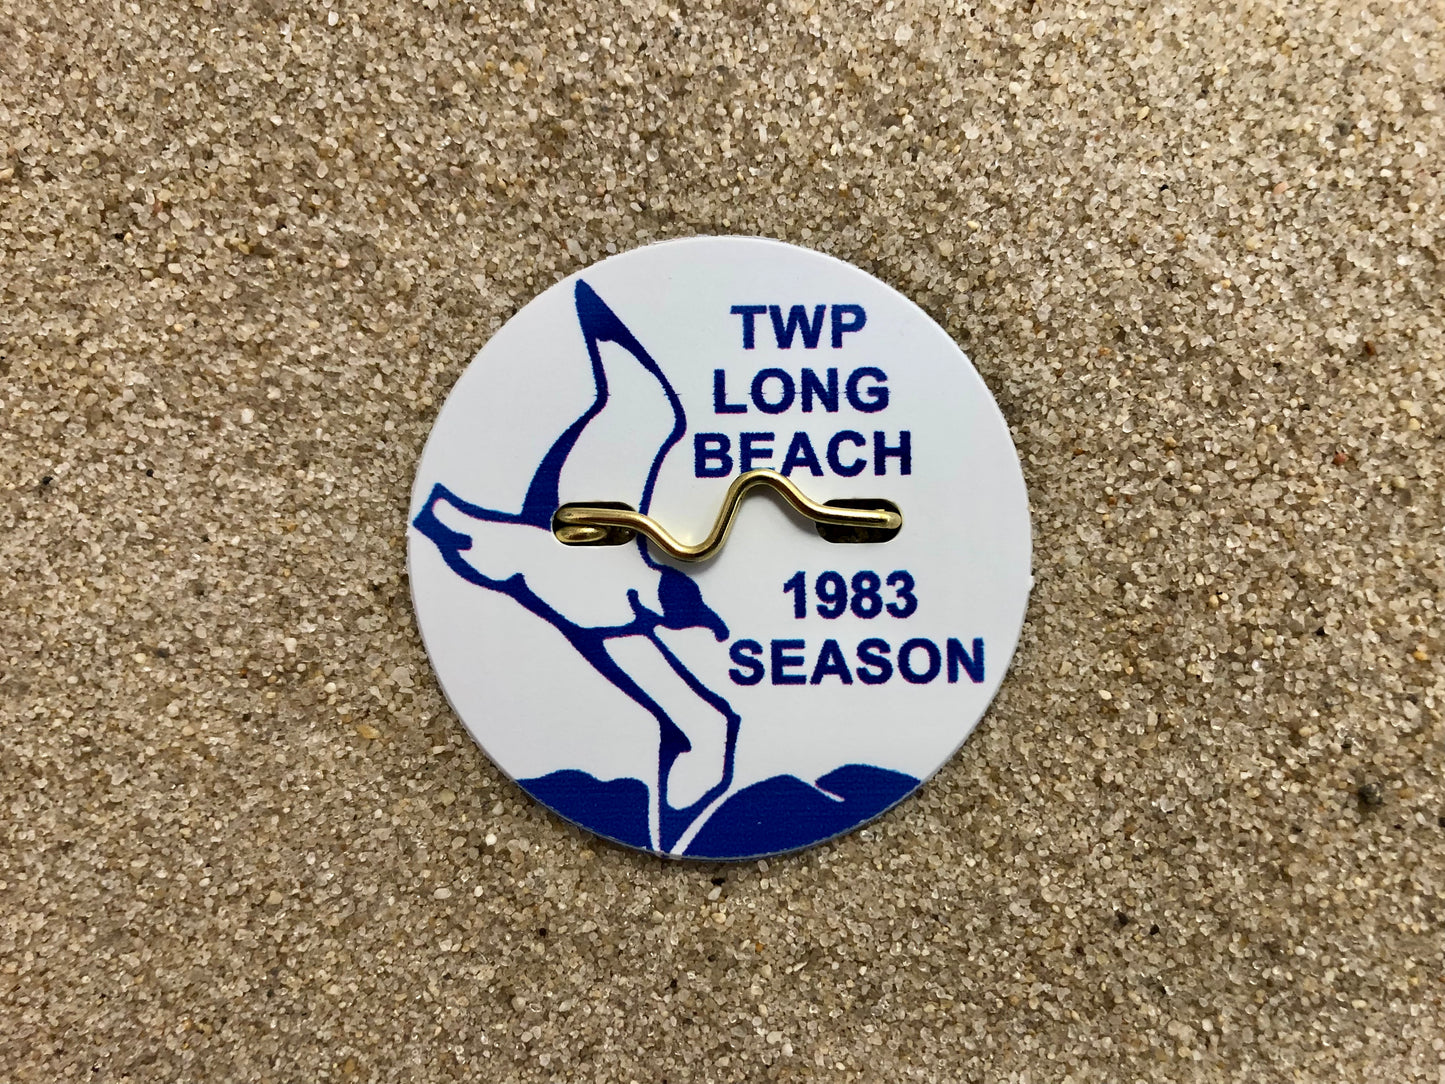 TWP
LONG
BEACH
1983
SEASON